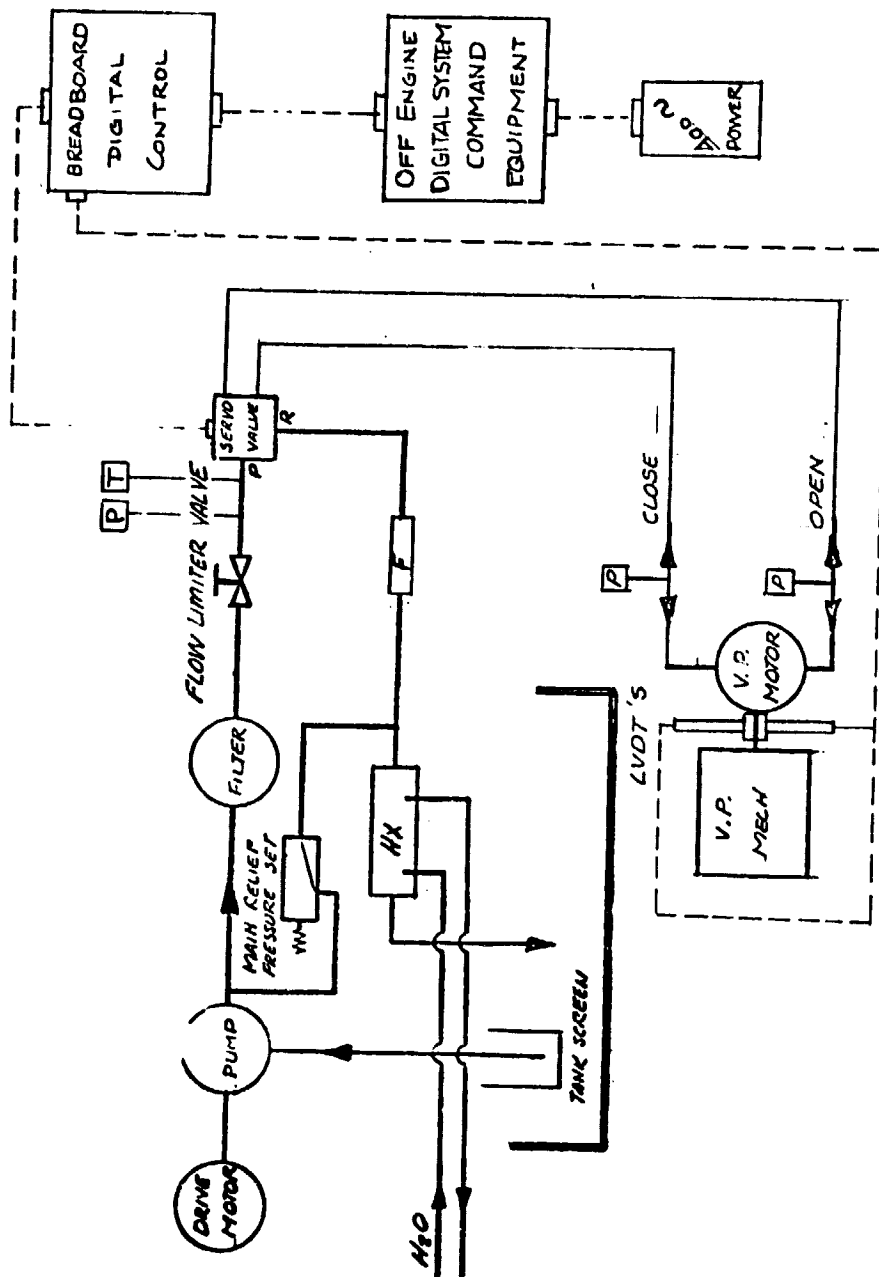 BREADBOARD
DIGITAL
CONTROL
OFF ENGINE
DIGITAL SYSTEM
COMMAND
EQUIPMENT
400 ~
POWER
SERVO
VALVE
P
R
P
T
FLOW LIMITER VALVE
FILTER
F
MAIN RELIEF
PRESSURE SET
HX
PUMP
DRIVE
MOTOR
H2O
TANK SCREEN
CLOSE
OPEN
P
P
V.P.
MOTOR
LVDT'S
V.P.
MECH